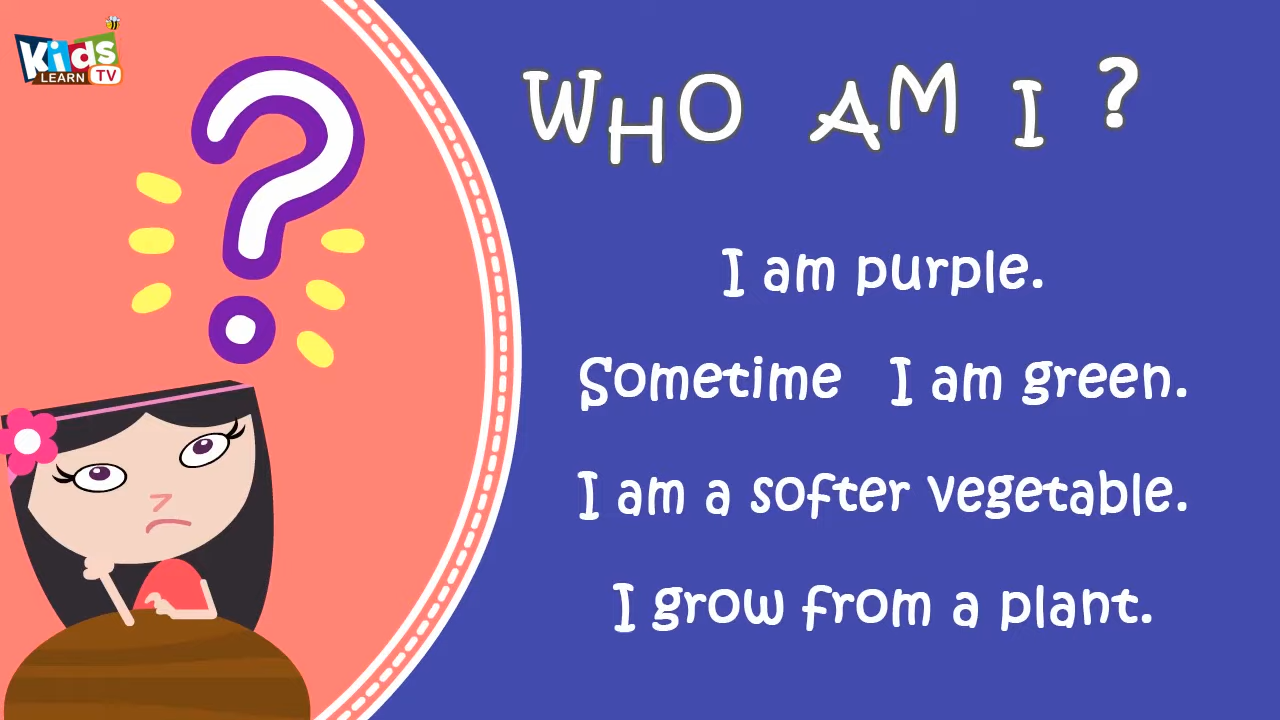 Kids
LEARN TV
WHO AM I ?
I am purple.
Sometime I am green.
I am a softer vegetable.
I grow from a plant.